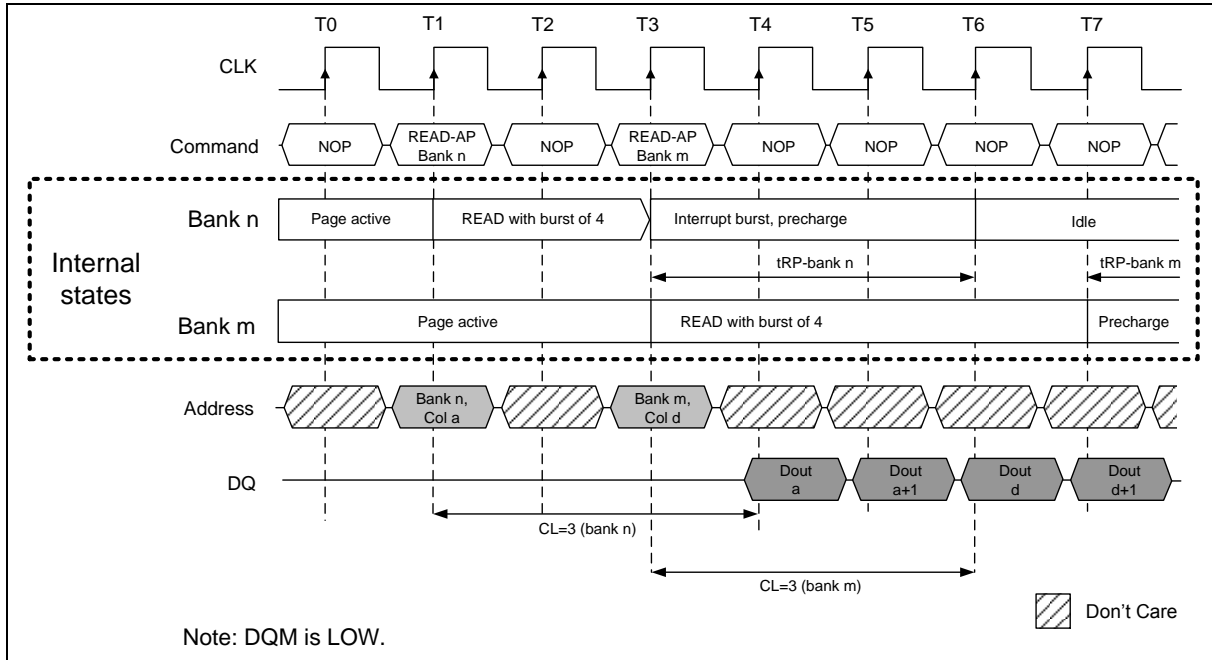 T0 T1 T2 T3 T4 T5 T6 T7
CLK
Command
NOP
READ-AP
Bank n
NOP
READ-AP
Bank m
NOP
NOP
NOP
NOP
Internal
states
Bank n
Page active
READ with burst of 4
Interrupt burst, precharge
Idle
tRP-bank n
tRP-bank m
Bank m
Page active
READ with burst of 4
Precharge
Address
Bank n,
Col a
Bank m,
Col d
DQ
Dout
a
Dout
a+1
Dout
d
Dout
d+1
CL=3 (bank n)
CL=3 (bank m)
Don't Care
Note: DQM is LOW.